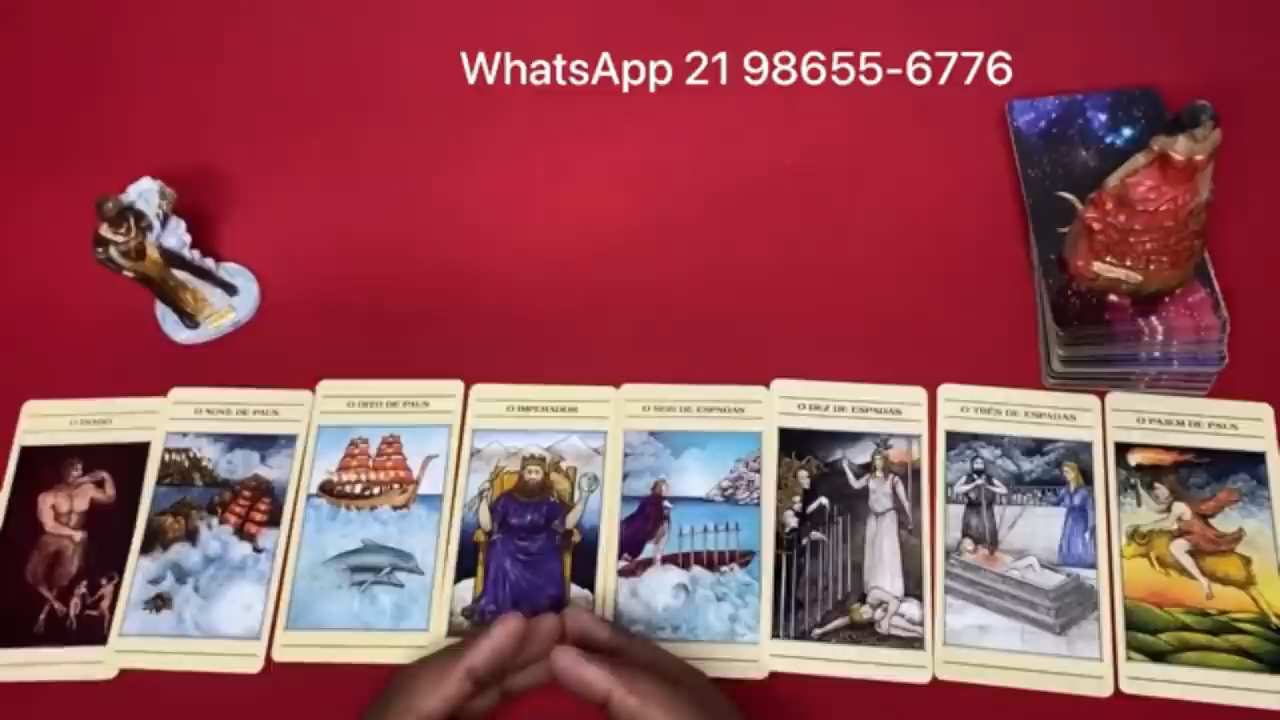 WhatsApp 21 98655-6776
O DIABO
O NOVE DE PAUS
O OITO DE PAUS
O IMPERADOR
O SEIS DE ESPADAS
O DEZ DE ESPADAS
O TRÊS DE ESPADAS
O PAJEM DE PAUS